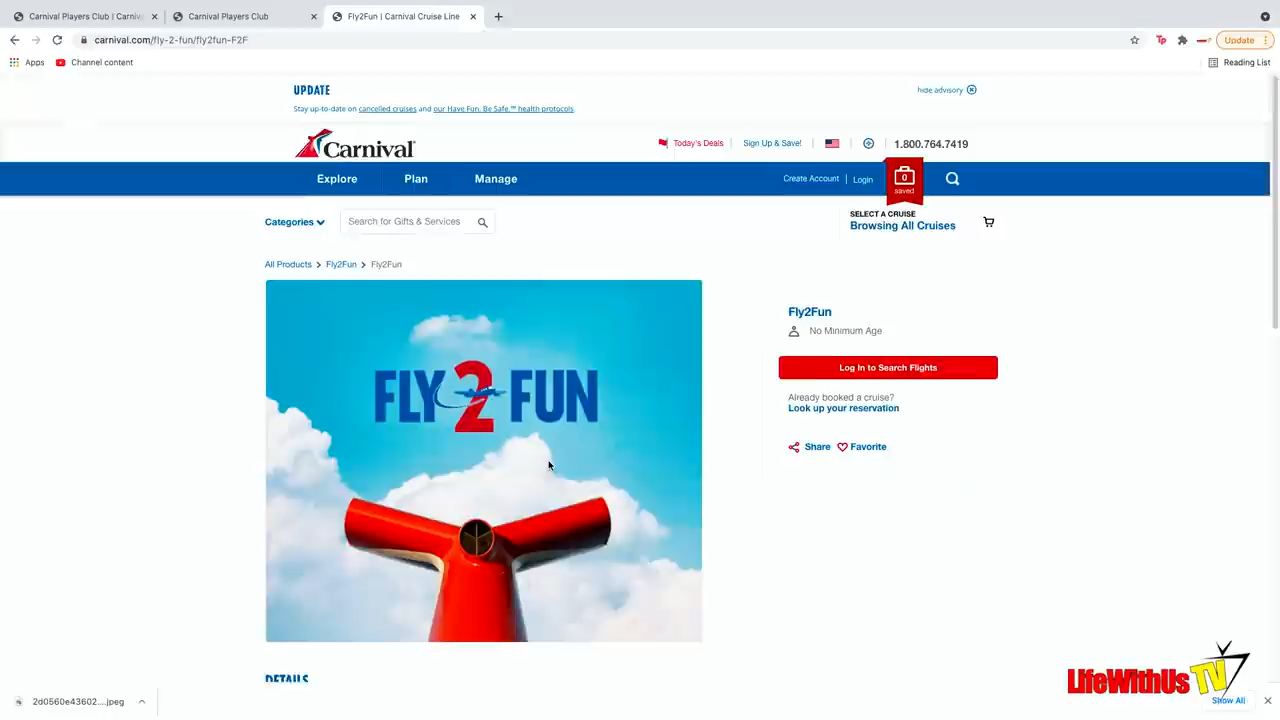 Carnival Players Club | Carniv
Carnival Players Club
Fly2Fun | Carnival Cruise Line
carnival.com/fly-2-fun/fly2fun-F2F
Tp
Update
Apps
Channel content
Reading List
UPDATE
hide advisory
Stay up-to-date on cancelled cruises and our Have Fun. Be Safe.℠ health protocols.
Carnival
Today's Deals
Sign Up & Save!
1.800.764.7419
Explore
Plan
Manage
Create Account
Login
0
saved
Categories
Search for Gifts & Services
SELECT A CRUISE
Browsing All Cruises
All Products > Fly2Fun > Fly2Fun
FLY 2 FUN
Fly2Fun
No Minimum Age
Log In to Search Flights
Already booked a cruise?
Look up your reservation
Share
Favorite
DETAILS
LifeWithUs TV
2d0560e43602....jpeg
Show All